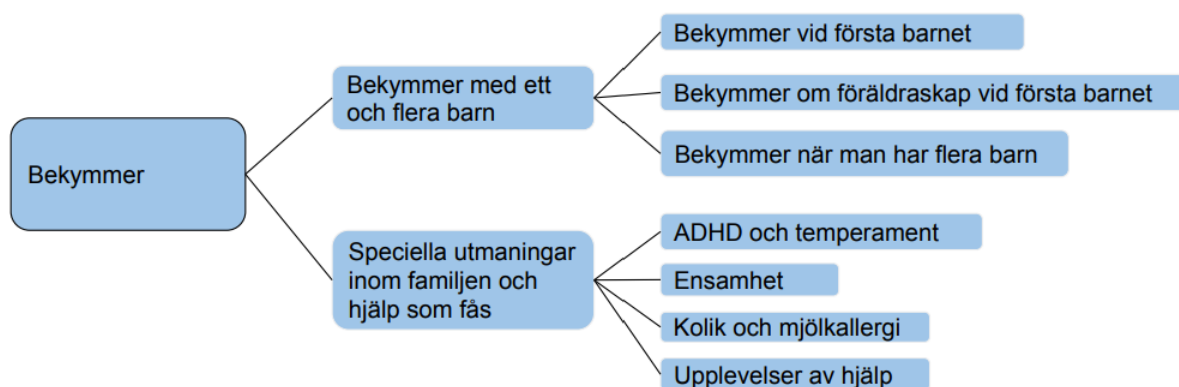 Bekymmer
Bekymmer med ett
och flera barn
Bekymmer vid första barnet
Bekymmer om föräldraskap vid första barnet
Bekymmer när man har flera barn
Speciella utmaningar
inom familjen och
hjälp som fås
ADHD och temperament
Ensamhet
Kolik och mjölkallergi
Upplevelser av hjälp